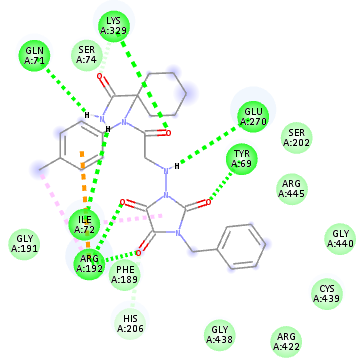 LYS
A:329
GLN
A:71
SER
A:74
O
H
N
H
N
O
GLU
A:270
N
H
TYR
A:69
SER
A:202
N
ARG
A:445
O
O
N
O
ILE
A:72
GLY
A:191
ARG
A:192
PHE
A:189
GLY
A:440
CYS
A:439
HIS
A:206
GLY
A:438
ARG
A:422